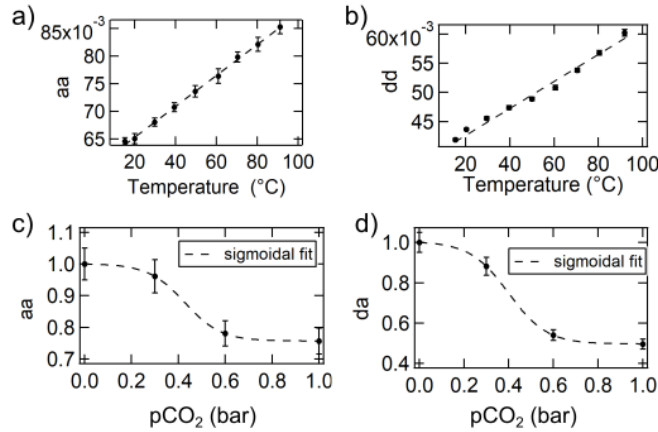 a)
85x10⁻³
80
75
70
65
aa
20 40 60 80 100
Temperature (°C)
b)
60x10⁻³
55
50
45
dd
20 40 60 80 100
Temperature (°C)
c)
1.1
1.0
0.9
0.8
0.7
aa
sigmoidal fit
0.0 0.2 0.4 0.6 0.8 1.0
pCO₂ (bar)
d)
1.0
0.8
0.6
0.4
da
sigmoidal fit
0.0 0.2 0.4 0.6 0.8 1.0
pCO₂ (bar)